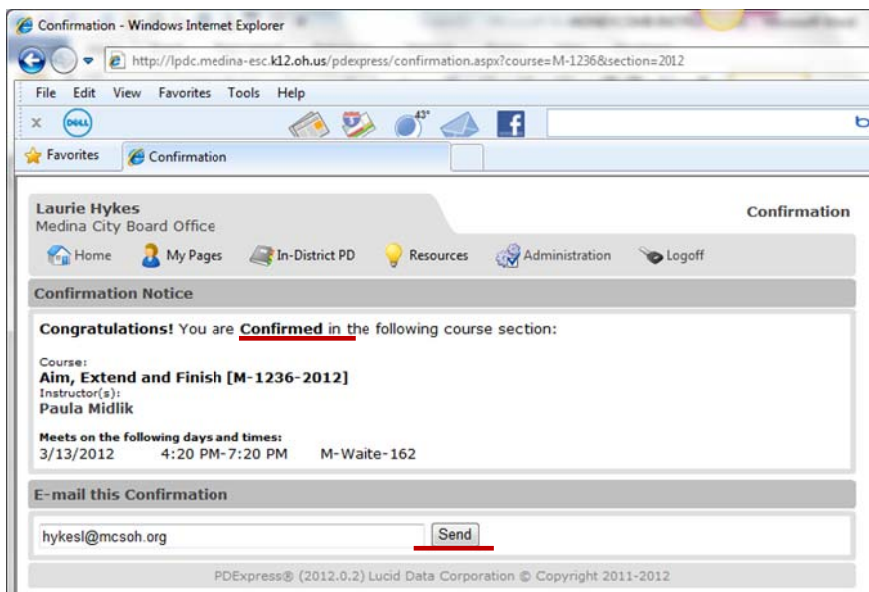 Confirmation - Windows Internet Explorer
http://lpdc.medina-esc.k12.oh.us/pdexpress/confirmation.aspx?course=M-1236&section=2012
File Edit View Favorites Tools Help
x DELL 43° f b
Favorites Confirmation
Laurie Hykes
Medina City Board Office
Confirmation
Home My Pages In-District PD Resources Administration Logoff
Confirmation Notice
Congratulations! You are Confirmed in the following course section:
Course:
Aim, Extend and Finish [M-1236-2012]
Instructor(s):
Paula Midlik
Meets on the following days and times:
3/13/2012 4:20 PM-7:20 PM M-Waite-162
E-mail this Confirmation
hykesl@mcsoh.org Send
PDExpress® (2012.0.2) Lucid Data Corporation © Copyright 2011-2012